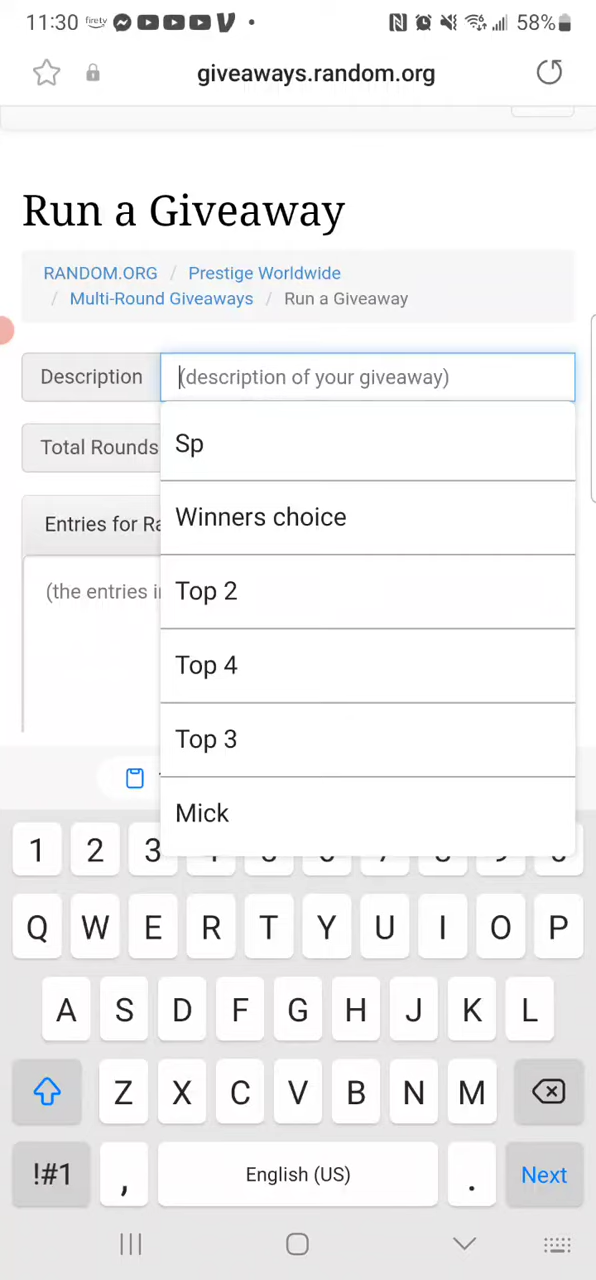 11:30 firety 58%
giveaways.random.org
Run a Giveaway
RANDOM.ORG / Prestige Worldwide
/ Multi-Round Giveaways / Run a Giveaway
Description (description of your giveaway)
Sp
Total Rounds
Winners choice
Entries for Ra
Top 2
(the entries i
Top 4
Top 3
Mick
1 2 3
Q W E R T Y U I O P
A S D F G H J K L
Z X C V B N M
!#1 , English (US) . Next